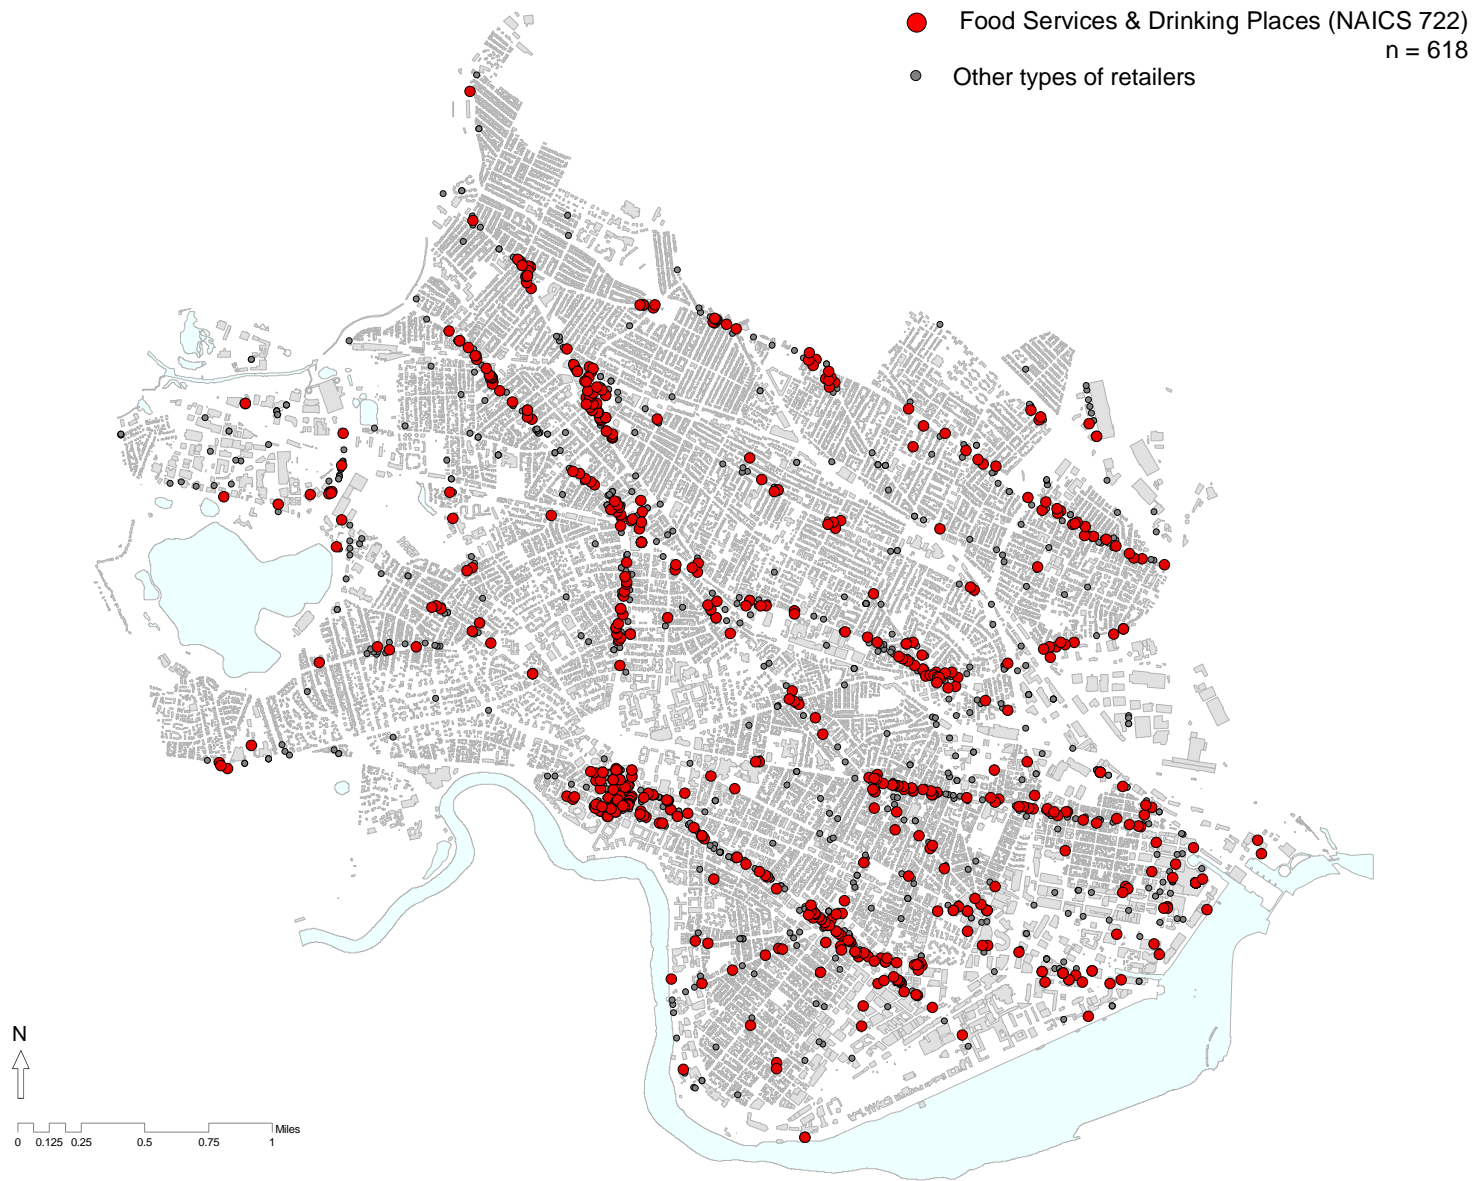 Food Services & Drinking Places (NAICS 722)
n = 618
Other types of retailers
N
Miles
0 0.125 0.25 0.5 0.75 1